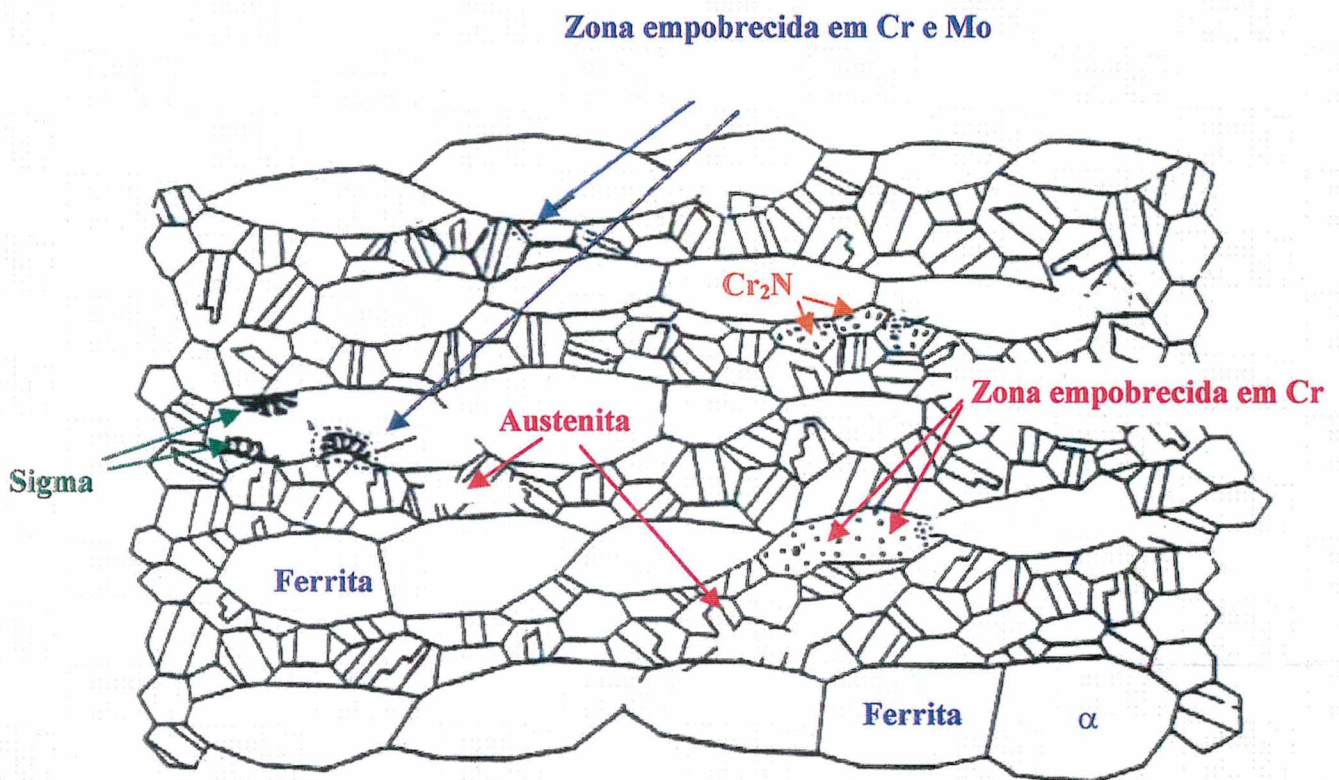 Zona empobrecida em Cr e Mo
Cr₂N
Zona empobrecida em Cr
Austenita
Sigma
Ferrita
Ferrita
α